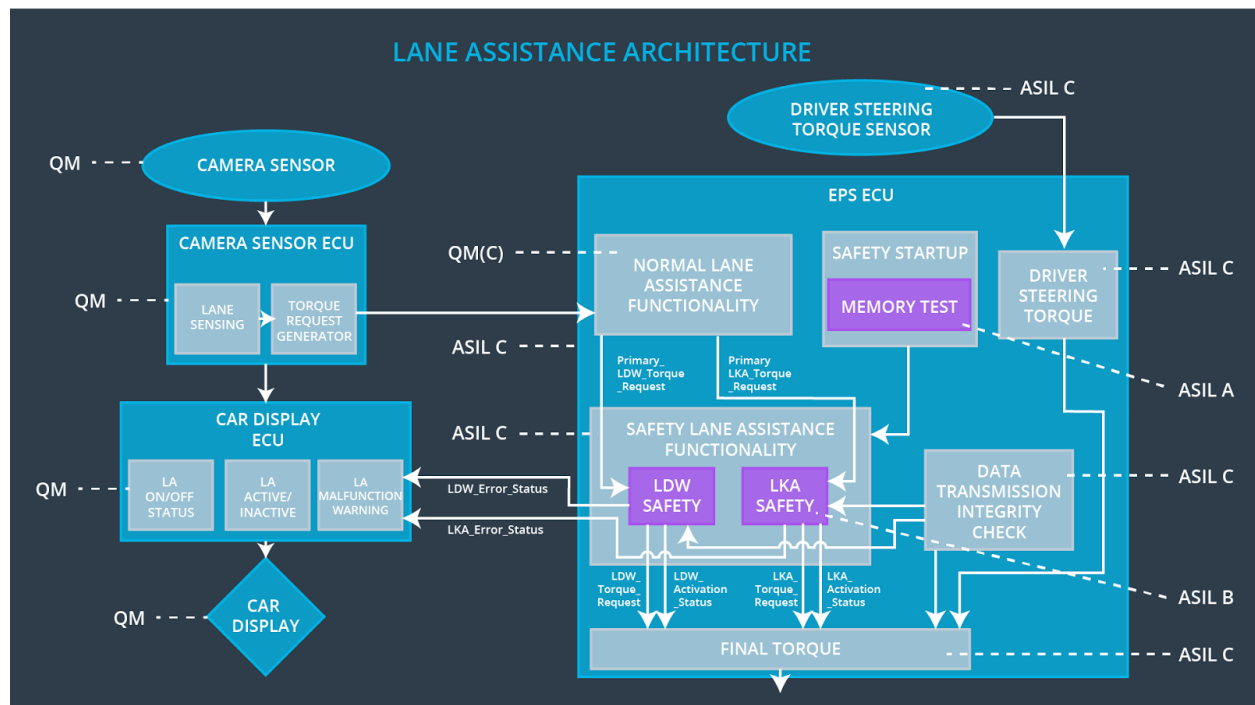 LANE ASSISTANCE ARCHITECTURE
ASIL C
DRIVER STEERING
TORQUE SENSOR
QM
CAMERA SENSOR
EPS ECU
CAMERA SENSOR ECU
QM
LANE
SENSING
TORQUE
REQUEST
GENERATOR
QM(C)
NORMAL LANE
ASSISTANCE
FUNCTIONALITY
SAFETY STARTUP
MEMORY TEST
DRIVER
STEERING
TORQUE
ASIL C
ASIL C
ASIL A
Primary_
LDW_Torque
_Request
Primary
LKA_Torque
_Request
CAR DISPLAY
ECU
QM
LA
ON/OFF
STATUS
LA
ACTIVE/
INACTIVE
LA
MALFUNCTION
WARNING
ASIL C
SAFETY LANE ASSISTANCE
FUNCTIONALITY
LDW
SAFETY
LKA
SAFETY
DATA
TRANSMISSION
INTEGRITY
CHECK
ASIL C
LDW_Error_Status
LKA_Error_Status
LDW_
Torque_
Request
LDW_
Activation
_Status
LKA_
Torque_
Request
LKA_
Activation
_Status
ASIL B
QM
CAR
DISPLAY
FINAL TORQUE
ASIL C